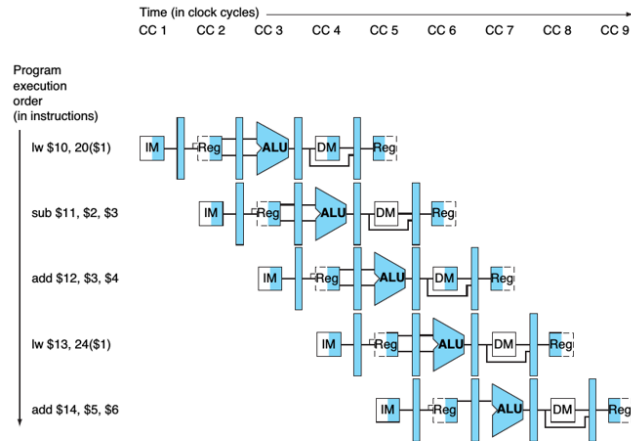 Time (in clock cycles)
CC 1 CC 2 CC 3 CC 4 CC 5 CC 6 CC 7 CC 8 CC 9
Program
execution
order
(in instructions)
lw $10, 20($1) IM Reg ALU DM Reg
sub $11, $2, $3 IM Reg ALU DM Reg
add $12, $3, $4 IM Reg ALU DM Reg
lw $13, 24($1) IM Reg ALU DM Reg
add $14, $5, $6 IM Reg ALU DM Reg